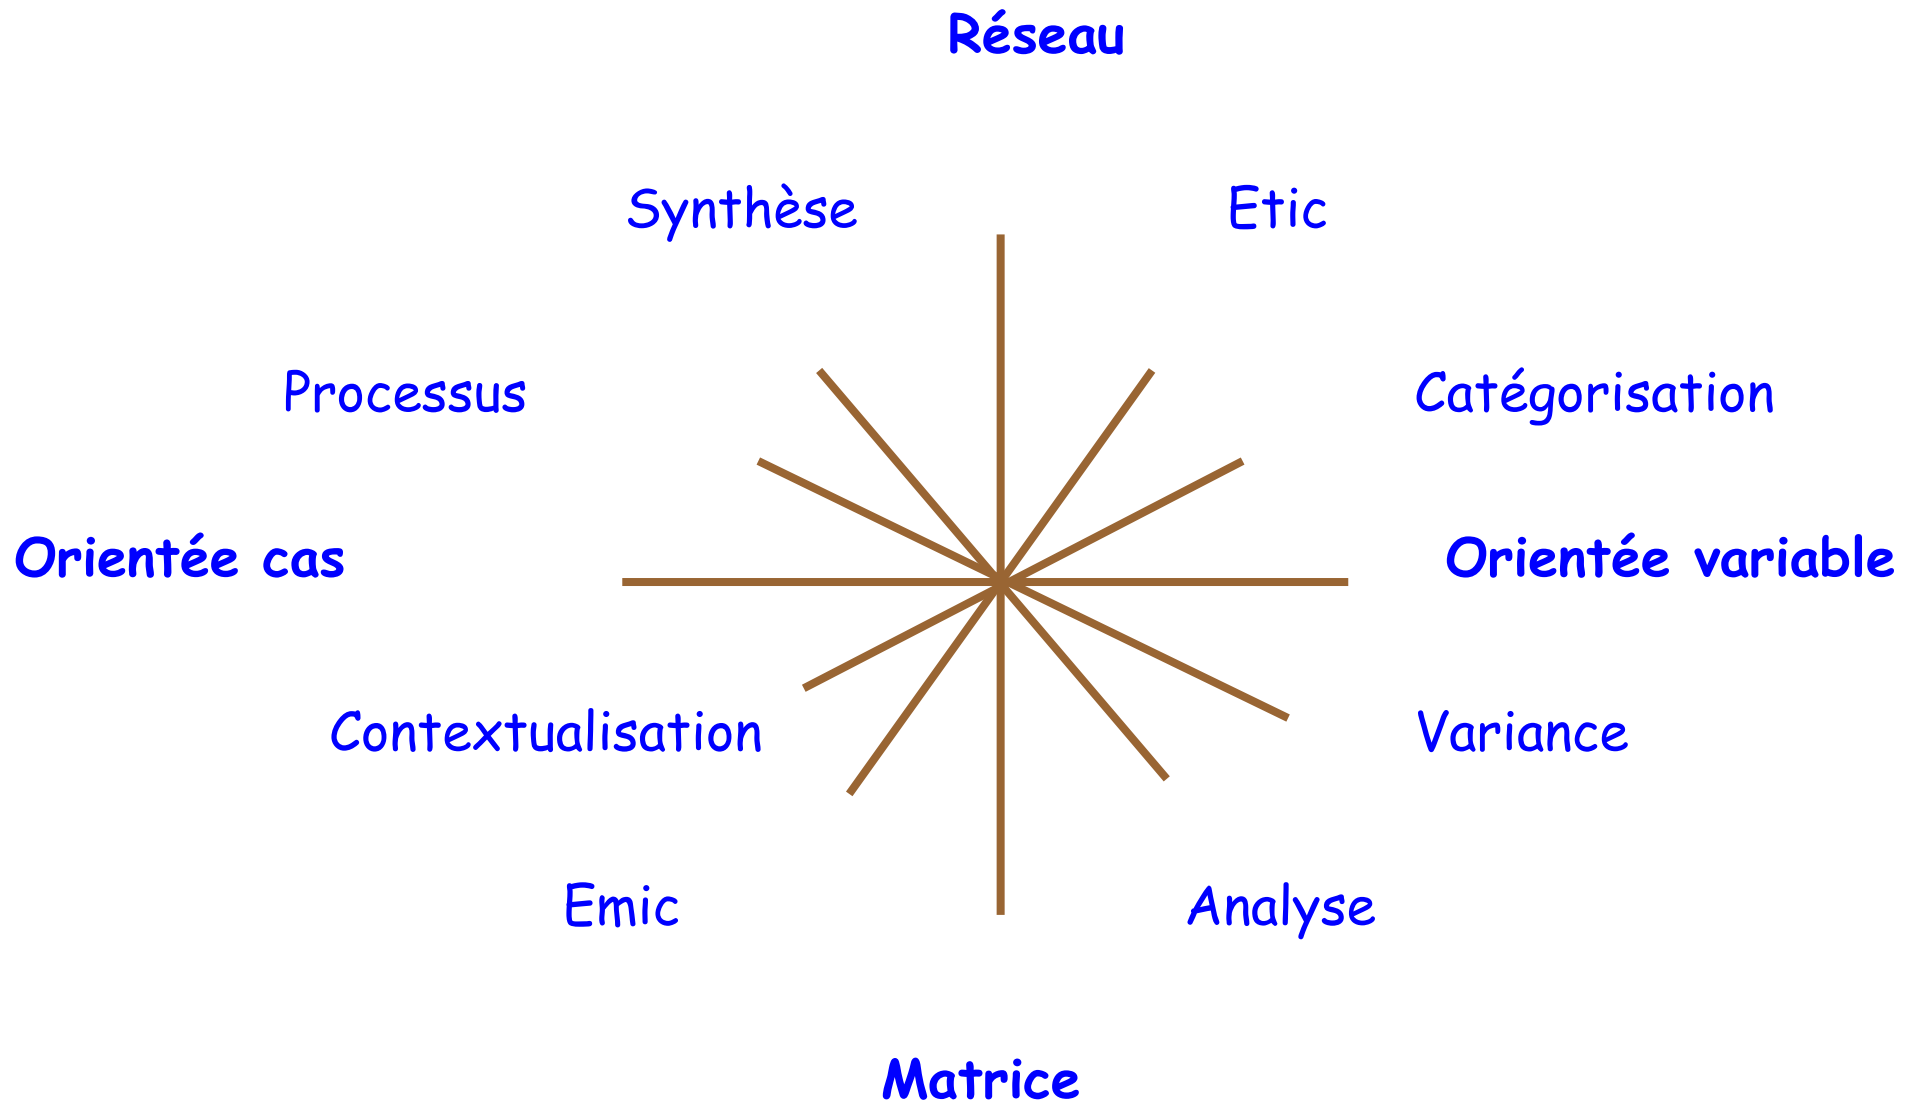 Réseau
Synthèse
Etic
Processus
Catégorisation
Orientée cas
Orientée variable
Contextualisation
Variance
Emic
Analyse
Matrice